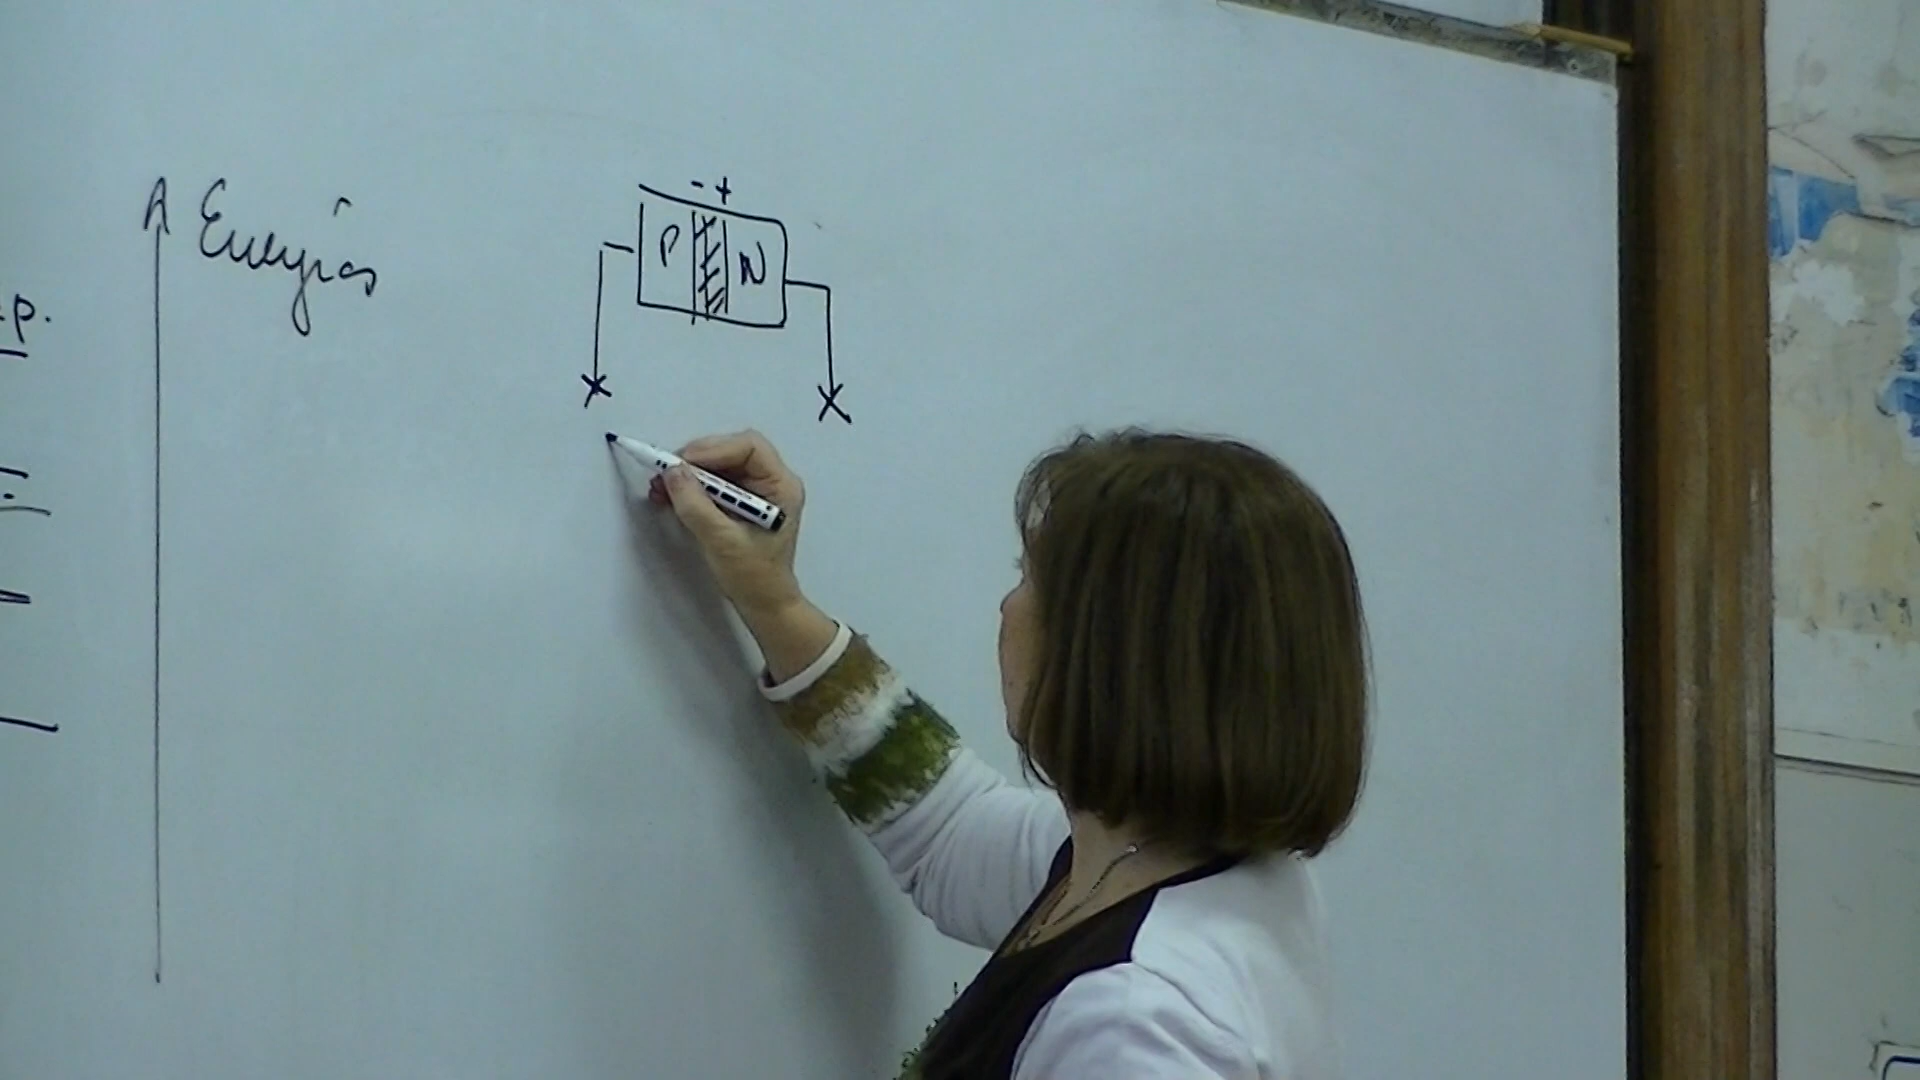 Energías
- +
P N
.p.